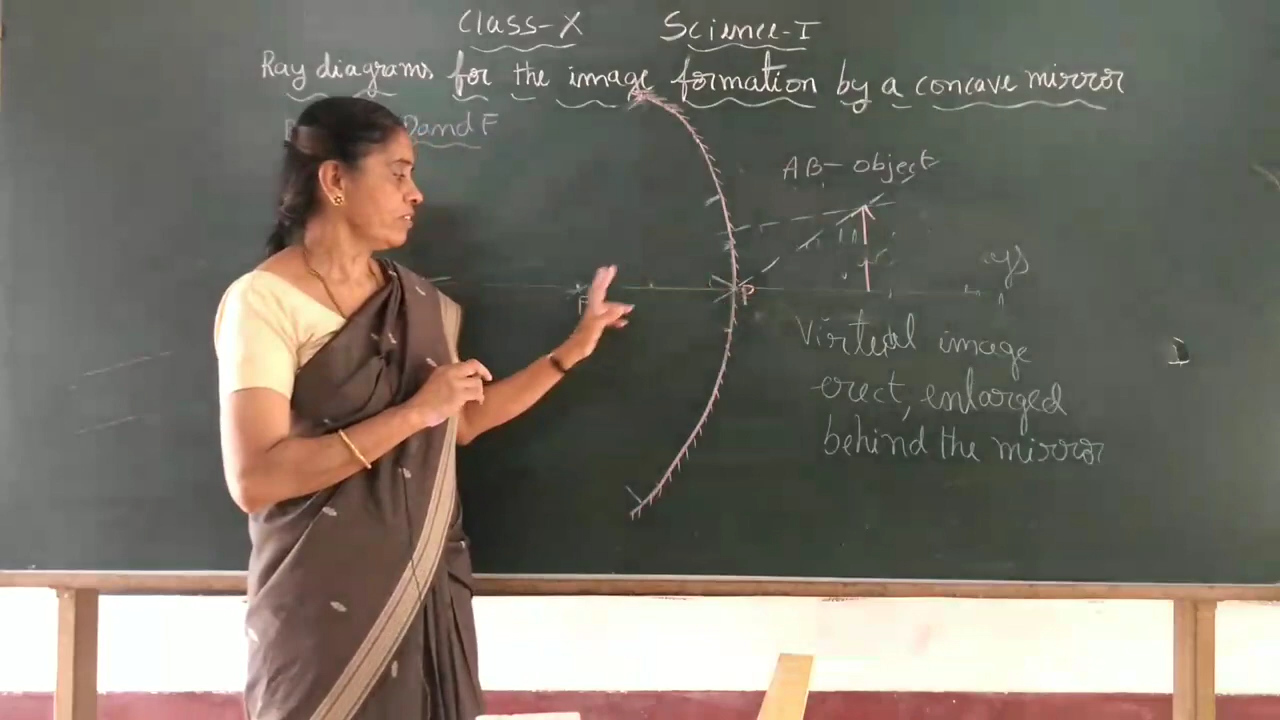 Class-X Science-I
Ray diagrams for the image formation by a concave mirror
and F
AB- Object
F
P
Virtual image
erect, enlarged
behind the mirror